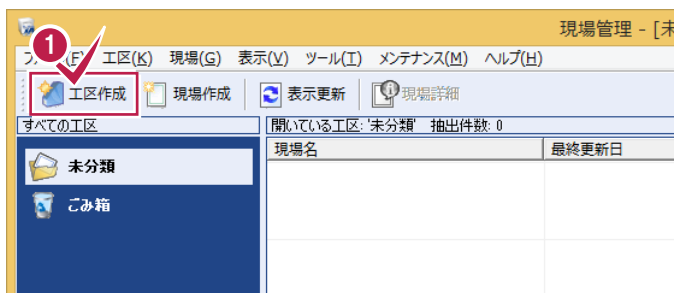 現場管理 - [未
1
フ (F) 工区(K) 現場(G) 表示(V) ツール(T) メンテナンス(M) ヘルプ(H)
工区作成 現場作成 表示更新 現場詳細
すべての工区 開いている工区: '未分類' 抽出件数: 0
現場名 最終更新日
未分類
ごみ箱